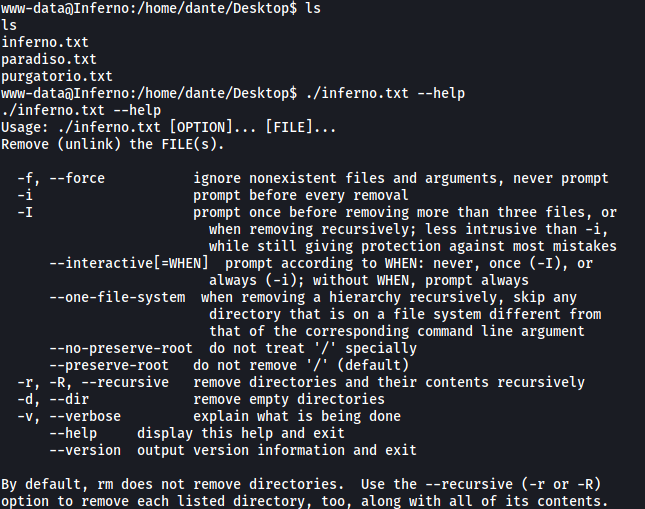 www-data@Inferno:/home/dante/Desktop$ ls
ls
inferno.txt
paradiso.txt
purgatorio.txt
www-data@Inferno:/home/dante/Desktop$ ./inferno.txt --help
./inferno.txt --help
Usage: ./inferno.txt [OPTION]... [FILE]...
Remove (unlink) the FILE(s).

  -f, --force           ignore nonexistent files and arguments, never prompt
  -i                    prompt before every removal
  -I                    prompt once before removing more than three files, or
                          when removing recursively; less intrusive than -i,
                          while still giving protection against most mistakes
      --interactive[=WHEN]  prompt according to WHEN: never, once (-I), or
                          always (-i); without WHEN, prompt always
      --one-file-system  when removing a hierarchy recursively, skip any
                          directory that is on a file system different from
                          that of the corresponding command line argument
      --no-preserve-root  do not treat '/' specially
      --preserve-root   do not remove '/' (default)
  -r, -R, --recursive   remove directories and their contents recursively
  -d, --dir             remove empty directories
  -v, --verbose         explain what is being done
      --help     display this help and exit
      --version  output version information and exit

By default, rm does not remove directories.  Use the --recursive (-r or -R)
option to remove each listed directory, too, along with all of its contents.